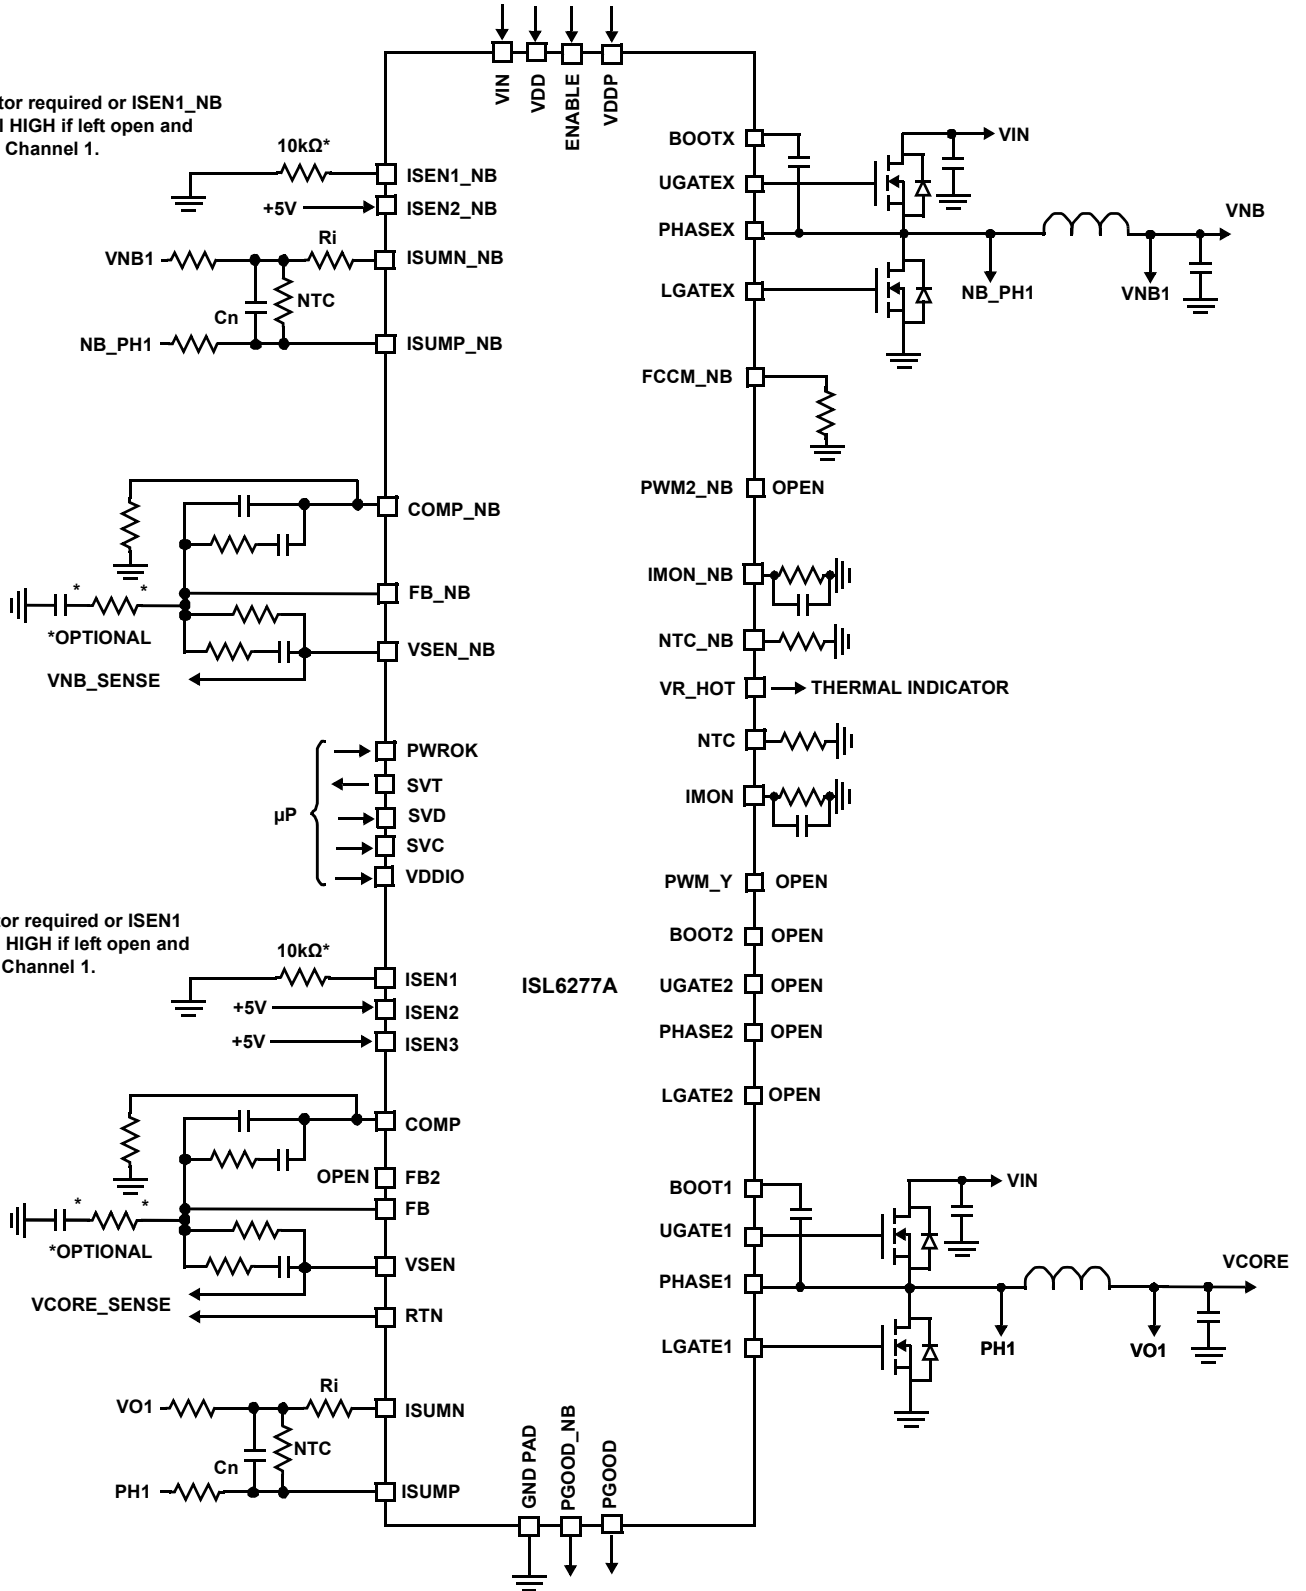 VIN
VDD
ENABLE
VDDP
tor required or ISEN1_NB
HIGH if left open and
Channel 1.
10kΩ*
ISEN1_NB
+5V
ISEN2_NB
VNB1
Ri
ISUMN_NB
Cn
NTC
NB_PH1
ISUMP_NB
COMP_NB
*
*
FB_NB
*OPTIONAL
VSEN_NB
VNB_SENSE
µP
PWROK
SVT
SVD
SVC
VDDIO
tor required or ISEN1
HIGH if left open and
Channel 1.
10kΩ*
ISEN1
+5V
ISEN2
+5V
ISEN3
COMP
OPEN
FB2
*
*
FB
*OPTIONAL
VSEN
VCORE_SENSE
RTN
VO1
Ri
ISUMN
Cn
NTC
PH1
ISUMP
ISL6277A
BOOTX
VIN
UGATEX
PHASEX
VNB
LGATEX
NB_PH1
VNB1
FCCM_NB
PWM2_NB
OPEN
IMON_NB
NTC_NB
VR_HOT
THERMAL INDICATOR
NTC
IMON
PWM_Y
OPEN
BOOT2
OPEN
UGATE2
OPEN
PHASE2
OPEN
LGATE2
OPEN
BOOT1
VIN
UGATE1
PHASE1
VCORE
LGATE1
PH1
VO1
GND PAD
PGOOD_NB
PGOOD